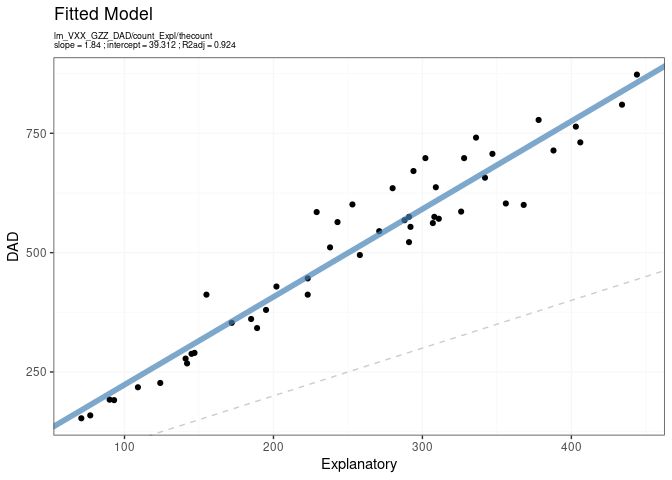 Fitted Model
lm_VXX_GZZ_DAD/count_Expl/thecount
slope = 1.84 ; intercept = 39.312 ; R2adj = 0.924
750
500
250
DAD
100 200 300 400
Explanatory